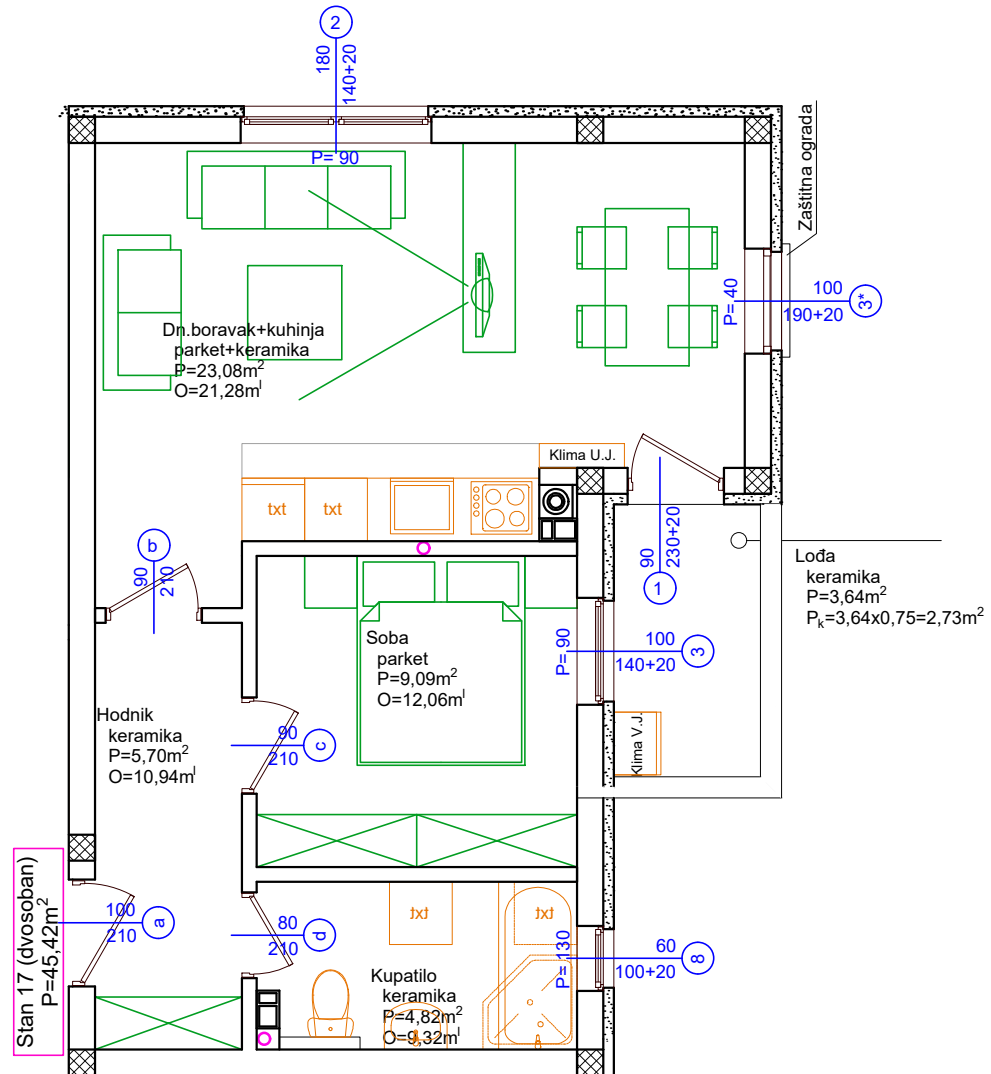 2
180
140+20
P= 90
Zaštitna ograda
P= 40
100
190+20
3*
Dn.boravak+kuhinja
parket+keramika
P=23,08m²
O=21,28mˡ
Klima U.J.
txt
txt
b
90
210
90
230+20
1
Lođa
keramika
P=3,64m²
Pₖ=3,64x0,75=2,73m²
Soba
parket
P=9,09m²
O=12,06mˡ
P= 90
100
140+20
3
Hodnik
keramika
P=5,70m²
O=10,94mˡ
90
210
c
Klima V.J.
Stan 17 (dvosoban)
P=45,42m²
100
210
a
80
210
d
txt
txt
P=130
60
100+20
8
Kupatilo
keramika
P=4,82m²
O=9,32mˡ